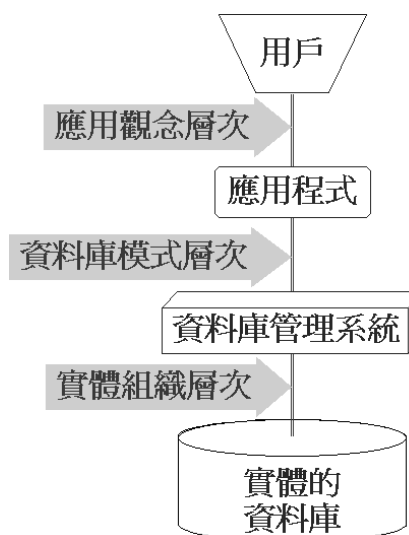 用戶
應用觀念層次
應用程式
資料庫模式層次
資料庫管理系統
實體組織層次
實體的
資料庫